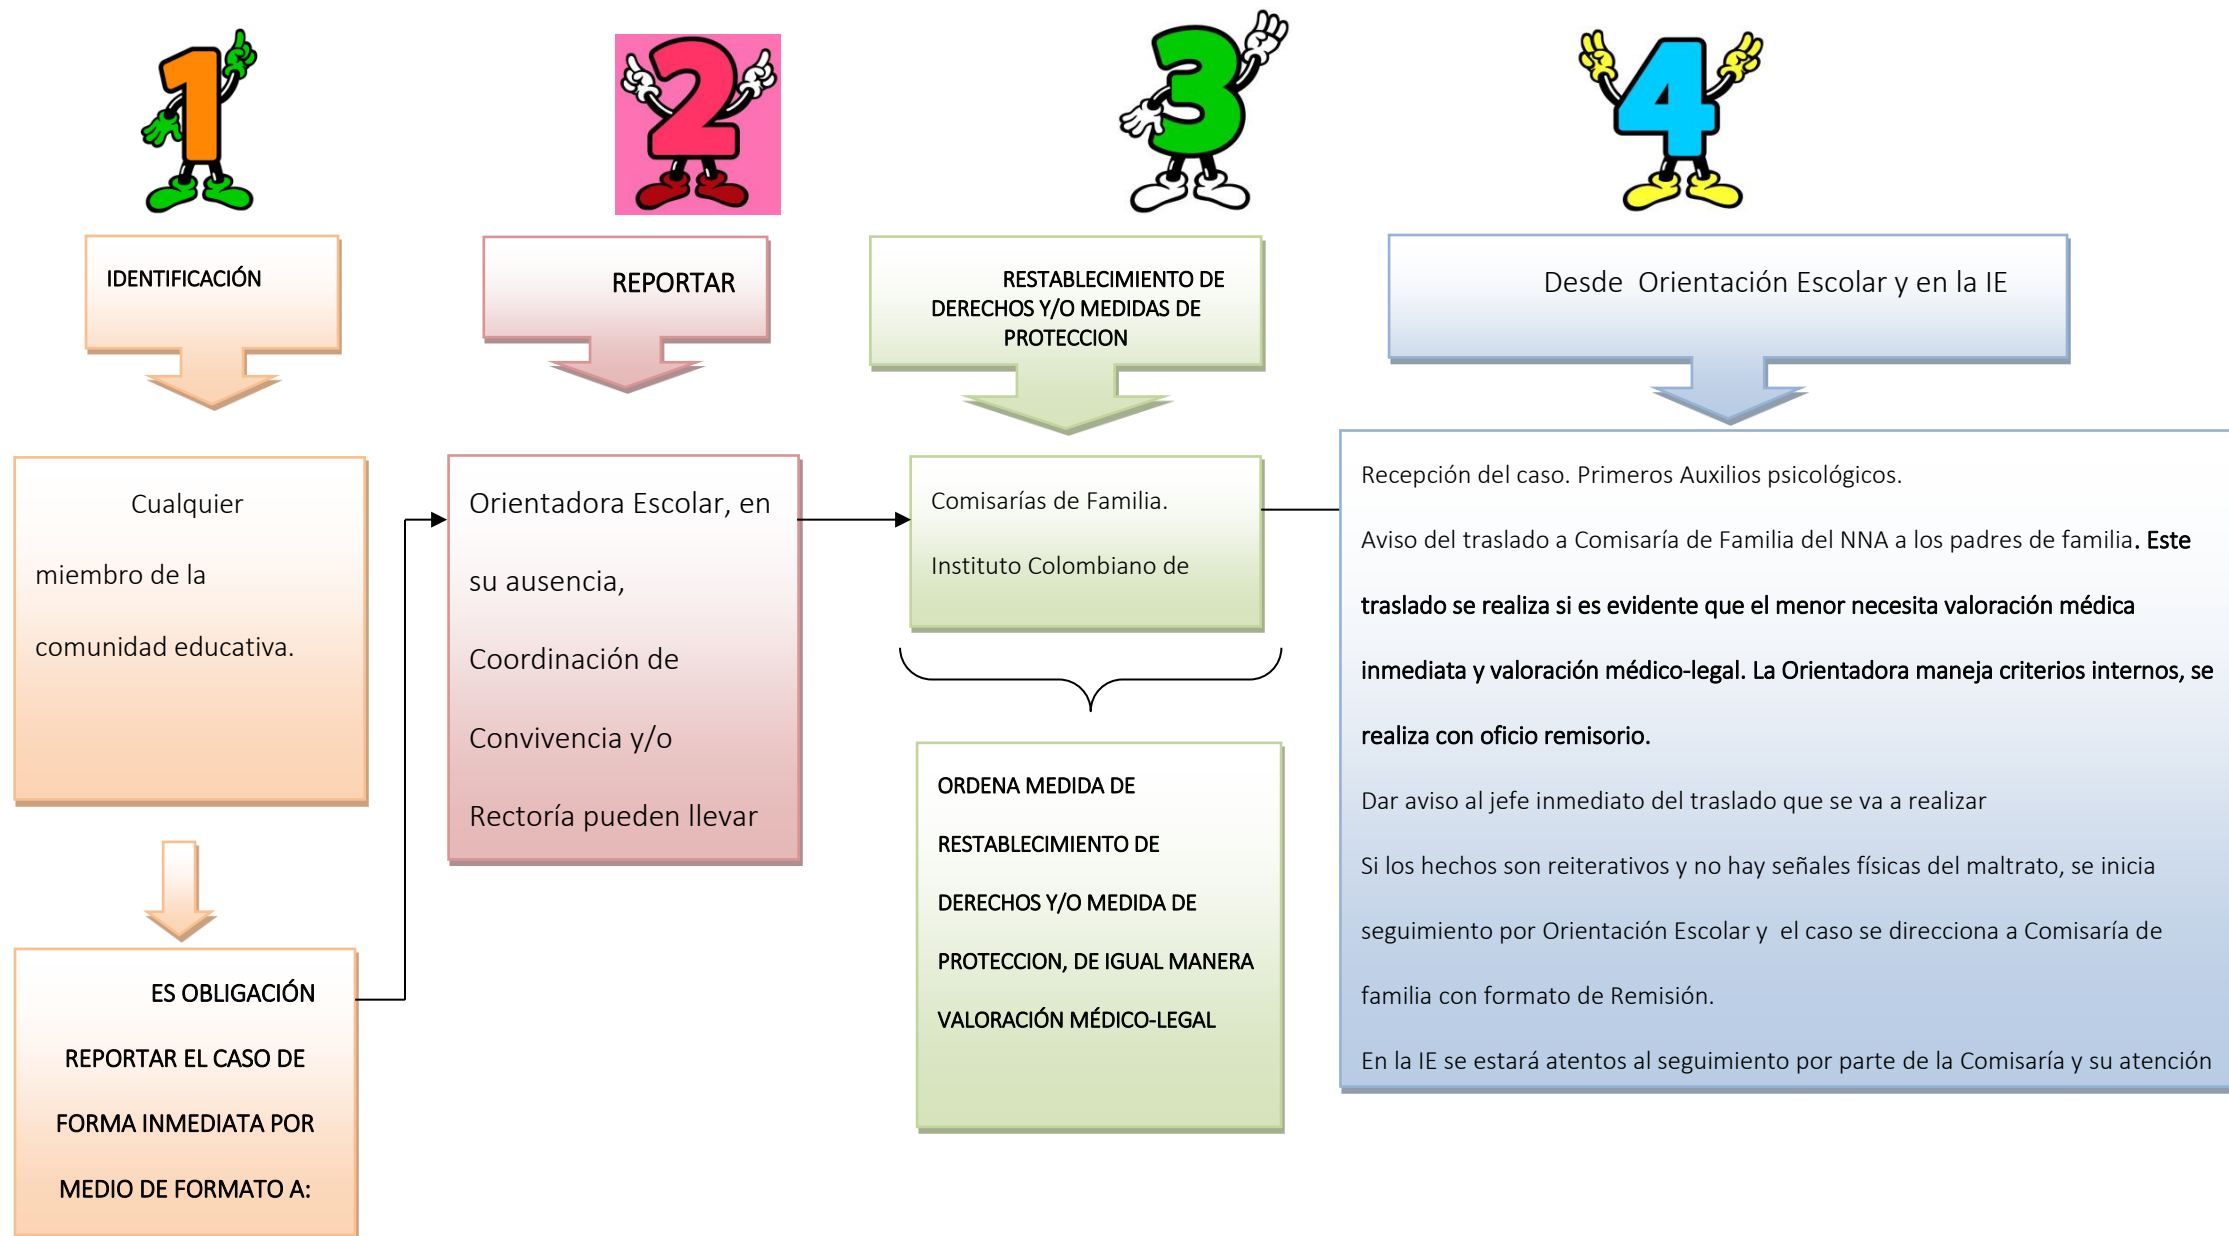 1
2
3
4
IDENTIFICACIÓN
Cualquier
miembro de la
comunidad educativa.
ES OBLIGACIÓN
REPORTAR EL CASO DE
FORMA INMEDIATA POR
MEDIO DE FORMATO A:
REPORTAR
Orientadora Escolar, en
su ausencia,
Coordinación de
Convivencia y/o
Rectoría pueden llevar
RESTABLECIMIENTO DE
DERECHOS Y/O MEDIDAS DE
PROTECCION
Comisarías de Familia.
Instituto Colombiano de
ORDENA MEDIDA DE
RESTABLECIMIENTO DE
DERECHOS Y/O MEDIDA DE
PROTECCION, DE IGUAL MANERA
VALORACIÓN MÉDICO-LEGAL
Desde Orientación Escolar y en la IE
Recepción del caso. Primeros Auxilios psicológicos.
Aviso del traslado a Comisaría de Familia del NNA a los padres de familia. Este
traslado se realiza si es evidente que el menor necesita valoración médica
inmediata y valoración médico-legal. La Orientadora maneja criterios internos, se
realiza con oficio remisorio.
Dar aviso al jefe inmediato del traslado que se va a realizar
Si los hechos son reiterativos y no hay señales físicas del maltrato, se inicia
seguimiento por Orientación Escolar y el caso se direcciona a Comisaría de
familia con formato de Remisión.
En la IE se estará atentos al seguimiento por parte de la Comisaría y su atención